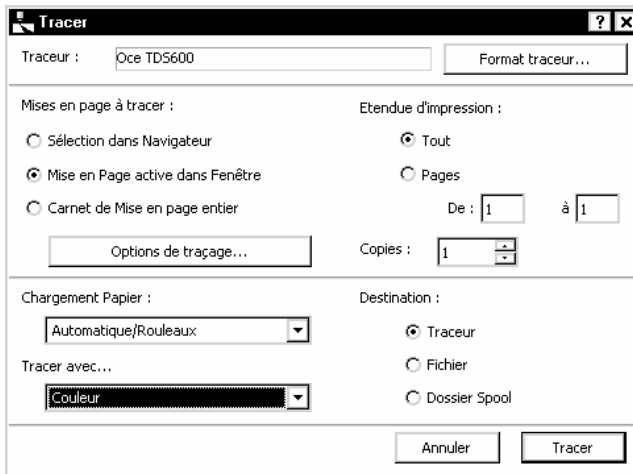 Tracer
Traceur : Oce TDS600 Format traceur...
Mises en page à tracer :
Sélection dans Navigateur
Mise en Page active dans Fenêtre
Carnet de Mise en page entier
Options de traçage...
Etendue d'impression :
Tout
Pages
De : 1 à 1
Copies : 1
Chargement Papier :
Automatique/Rouleaux
Tracer avec...
Couleur
Destination :
Traceur
Fichier
Dossier Spool
Annuler Tracer